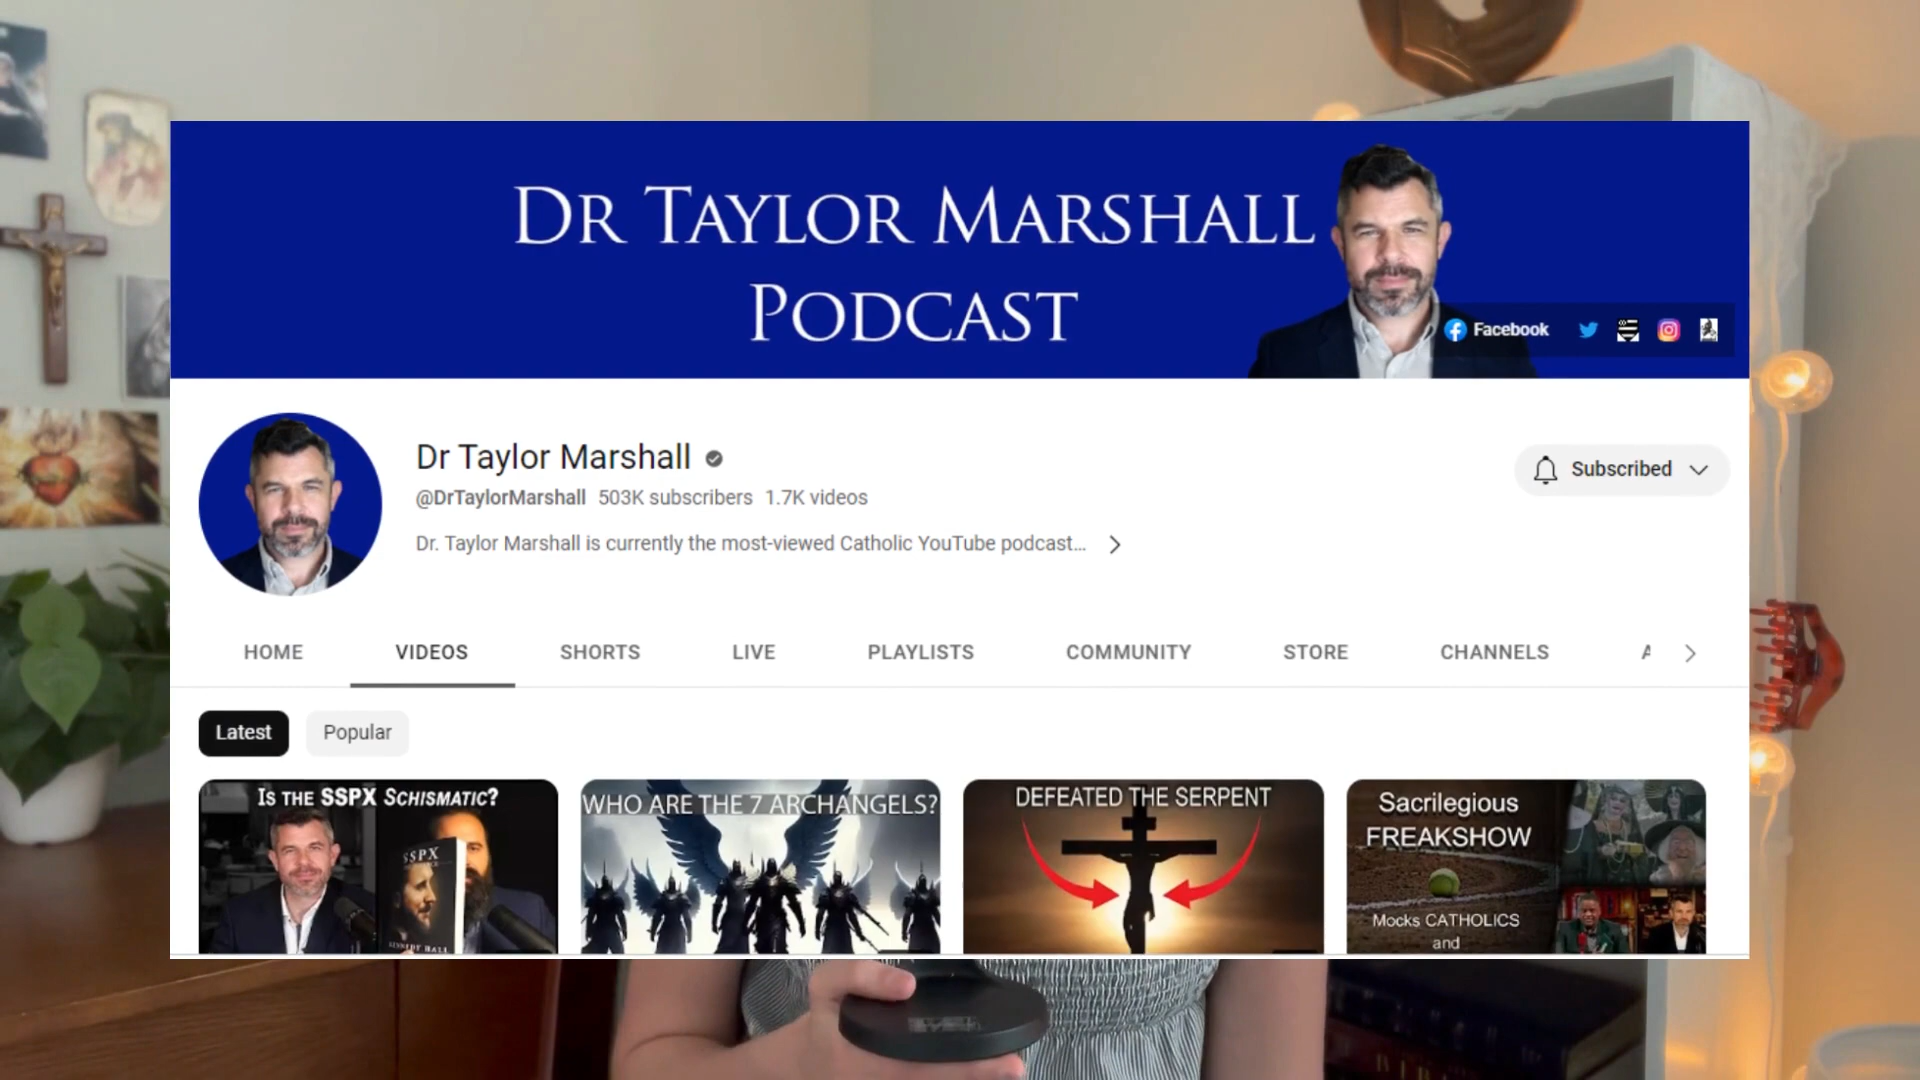 DR TAYLOR MARSHALL
PODCAST
Facebook
Dr Taylor Marshall
@DrTaylorMarshall 503K subscribers 1.7K videos
Dr. Taylor Marshall is currently the most-viewed Catholic YouTube podcast...
Subscribed
HOME VIDEOS SHORTS LIVE PLAYLISTS COMMUNITY STORE CHANNELS
Latest Popular
IS THE SSPX SCHISMATIC?
SSPX
KENNEDY HALL
WHO ARE THE 7 ARCHANGELS?
DEFEATED THE SERPENT
Sacrilegious
FREAKSHOW
Mocks CATHOLICS
and